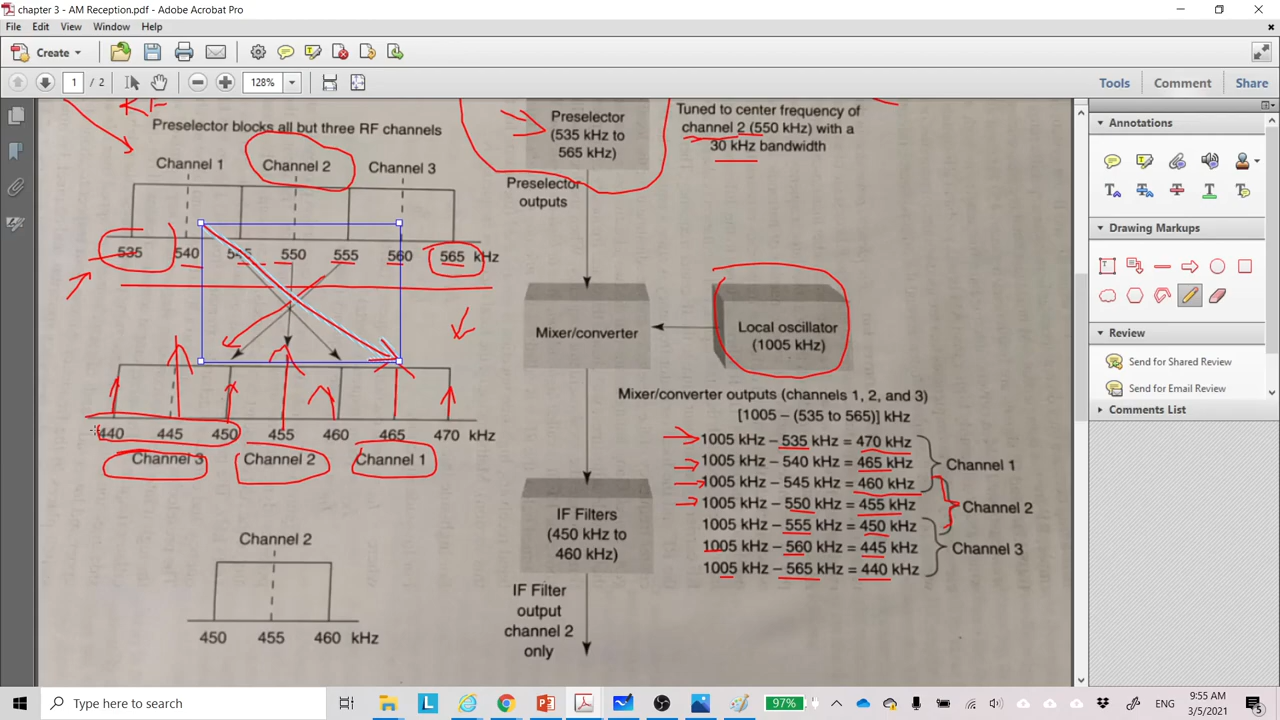 chapter 3 - AM Reception.pdf - Adobe Acrobat Pro
File Edit View Window Help
Create
1 / 2
128%
Tools Comment Share
RF
Preselector blocks all but three RF channels
Channel 1 Channel 2 Channel 3
535 540 545 550 555 560 565 kHz
440 445 450 455 460 465 470 kHz
Channel 3 Channel 2 Channel 1
Channel 2
450 455 460 kHz
Preselector
(535 kHz to
565 kHz)
Tuned to center frequency of
channel 2 (550 kHz) with a
30 kHz bandwidth
Preselector
outputs
Mixer/converter
Local oscillator
(1005 kHz)
Mixer/converter outputs (channels 1, 2, and 3)
[1005 – (535 to 565)] kHz
1005 kHz – 535 kHz = 470 kHz
1005 kHz – 540 kHz = 465 kHz
1005 kHz – 545 kHz = 460 kHz
1005 kHz – 550 kHz = 455 kHz
1005 kHz – 555 kHz = 450 kHz
1005 kHz – 560 kHz = 445 kHz
1005 kHz – 565 kHz = 440 kHz
Channel 1
Channel 2
Channel 3
IF Filters
(450 kHz to
460 kHz)
IF Filter
output
channel 2
only
Annotations
Drawing Markups
Review
Send for Shared Review
Send for Email Review
Comments List
Type here to search
97%
9:55 AM
3/5/2021
5